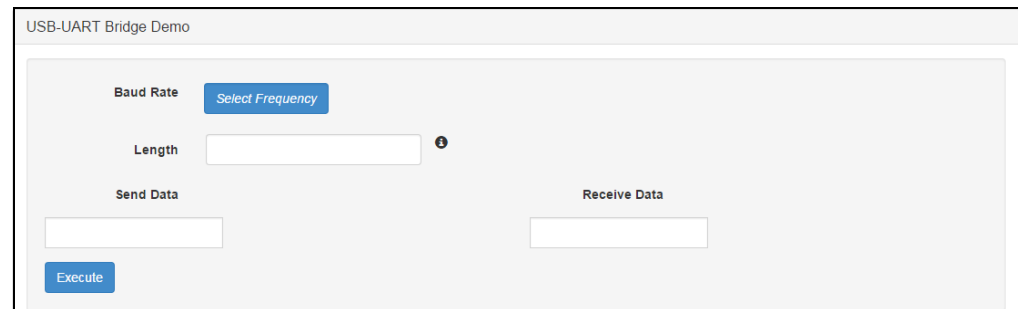 USB-UART Bridge Demo
Baud Rate Select Frequency
Length
Send Data Receive Data
Execute